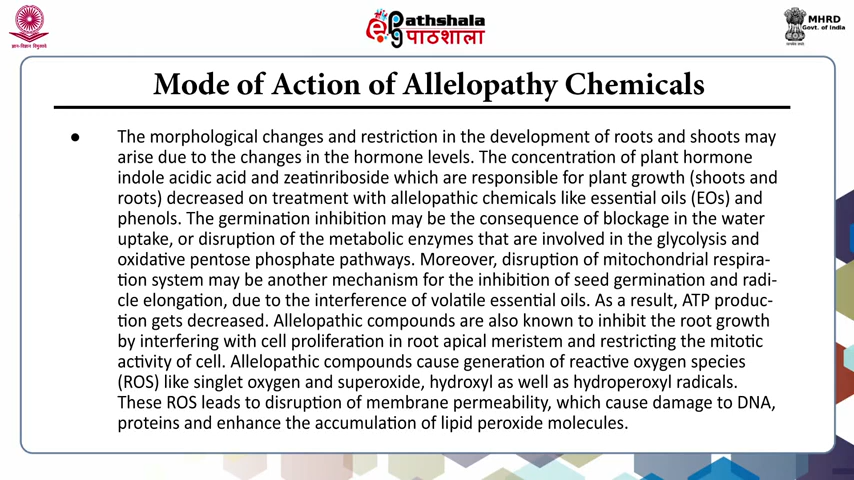 Pathshala
पाठशाला
MHRD
Govt. of India
Mode of Action of Allelopathy Chemicals
● The morphological changes and restriction in the development of roots and shoots may
arise due to the changes in the hormone levels. The concentration of plant hormone
indole acidic acid and zeatinriboside which are responsible for plant growth (shoots and
roots) decreased on treatment with allelopathic chemicals like essential oils (EOs) and
phenols. The germination inhibition may be the consequence of blockage in the water
uptake, or disruption of the metabolic enzymes that are involved in the glycolysis and
oxidative pentose phosphate pathways. Moreover, disruption of mitochondrial respira-
tion system may be another mechanism for the inhibition of seed germination and radi-
cle elongation, due to the interference of volatile essential oils. As a result, ATP produc-
tion gets decreased. Allelopathic compounds are also known to inhibit the root growth
by interfering with cell proliferation in root apical meristem and restricting the mitotic
activity of cell. Allelopathic compounds cause generation of reactive oxygen species
(ROS) like singlet oxygen and superoxide, hydroxyl as well as hydroperoxyl radicals.
These ROS leads to disruption of membrane permeability, which cause damage to DNA,
proteins and enhance the accumulation of lipid peroxide molecules.